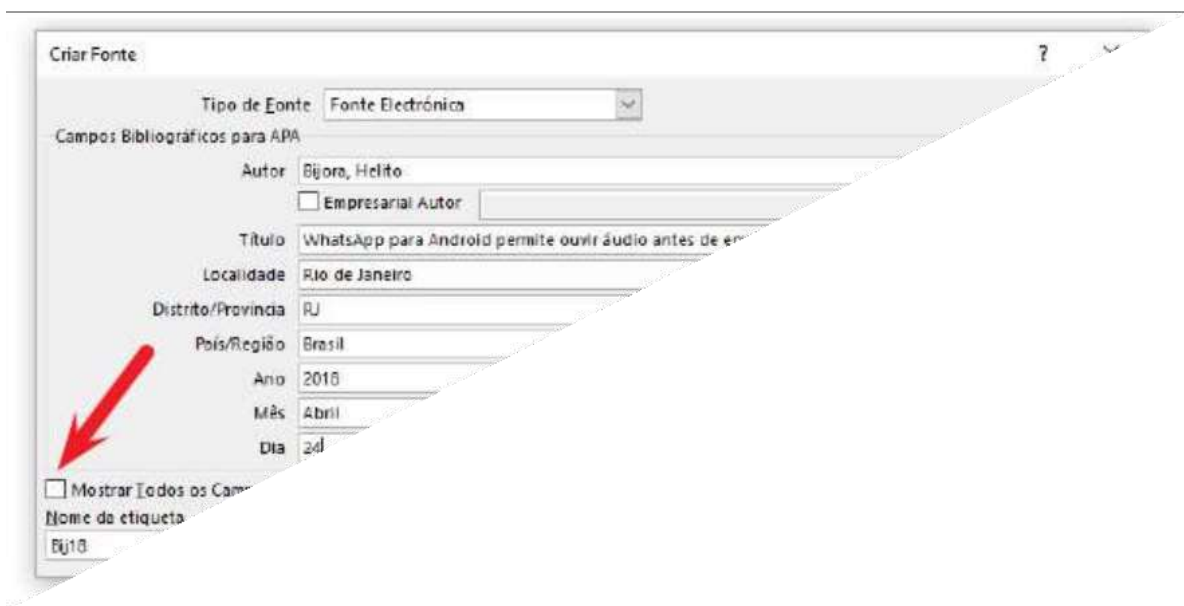 Criar Fonte ?
Tipo de Fonte Fonte Electrónica
Campos Bibliográficos para APA
Autor Bijora, Helito
Empresarial Autor
Título WhatsApp para Android permite ouvir áudio antes de
Localidade Rio de Janeiro
Distrito/Província RJ
País/Região Brasil
Ano 2018
Mês Abril
Dia 24
Mostrar Todos os
Nome da etiqueta
Bij18